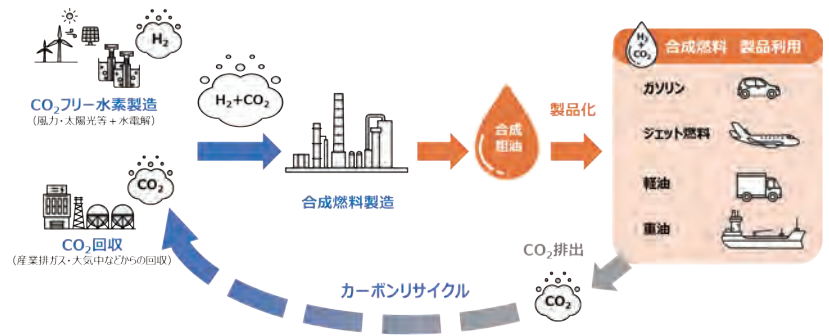 H₂
CO₂フリー水素製造
(風力・太陽光等+水電解)
CO₂
CO₂回収
(産業排ガス・大気中などからの回収)
H₂+CO₂
合成燃料製造
合成
粗油
製品化
H₂
+
CO₂
合成燃料 製品利用
ガソリン
ジェット燃料
軽油
重油
CO₂排出
CO₂
カーボンリサイクル